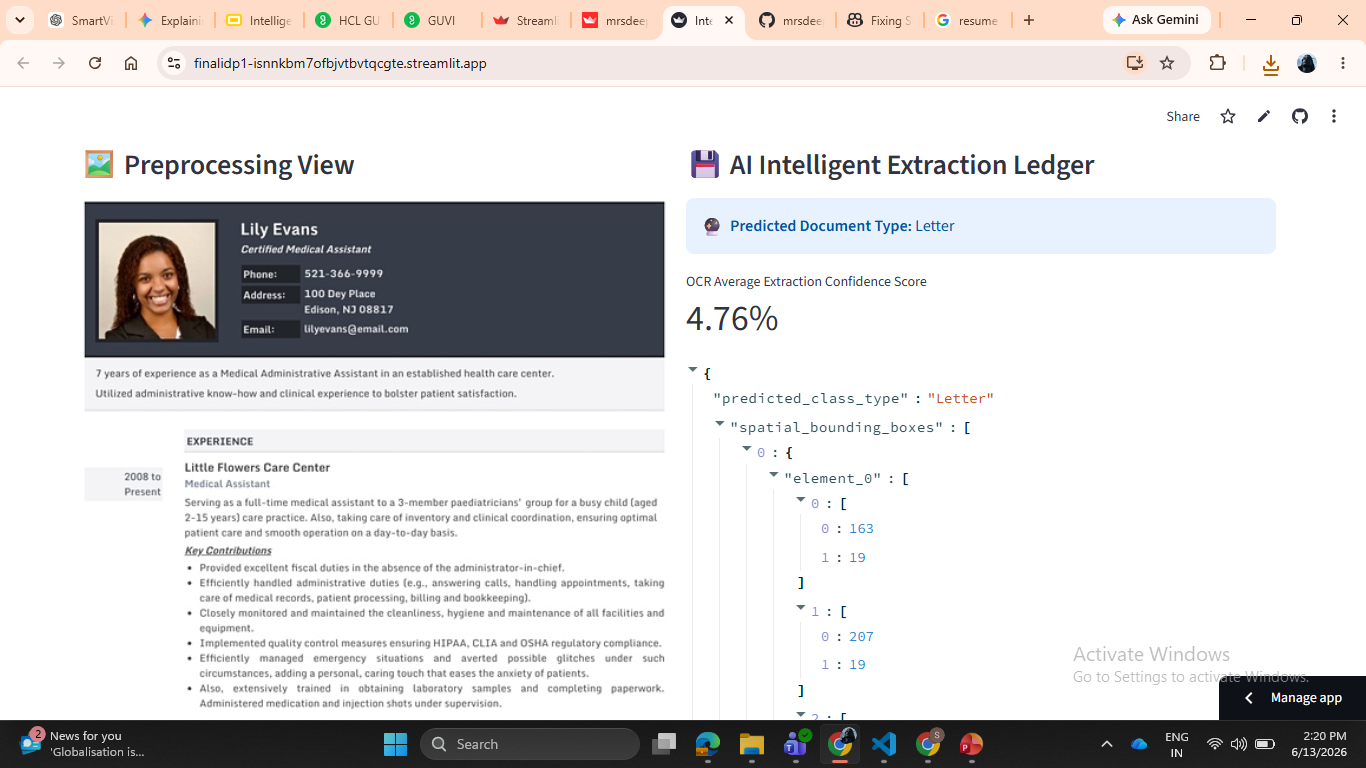 SmartVi
Explaini
Intellige
HCL GU
GUVI
Streaml
mrsdee
Inte
mrsdee
Fixing S
resume
Ask Gemini
finalidp1-isnnkbm7ofbjvtbvtqcgte.streamlit.app
Share
Preprocessing View
Lily Evans
Certified Medical Assistant
Phone: 521-366-9999
Address: 100 Dey Place
Edison, NJ 08817
Email: lilyevans@email.com
7 years of experience as a Medical Administrative Assistant in an established health care center.
Utilized administrative know-how and clinical experience to bolster patient satisfaction.
EXPERIENCE
2008 to
Present
Little Flowers Care Center
Medical Assistant
Serving as a full-time medical assistant to a 3-member paediatricians' group for a busy child (aged
2-15 years) care practice. Also, taking care of inventory and clinical coordination, ensuring optimal
patient care and smooth operation on a day-to-day basis.
Key Contributions
• Provided excellent fiscal duties in the absence of the administrator-in-chief.
• Efficiently handled administrative duties (e.g., answering calls, handling appointments, taking
care of medical records, patient processing, billing and bookkeeping).
• Closely monitored and maintained the cleanliness, hygiene and maintenance of all facilities and
equipment.
• Implemented quality control measures ensuring HIPAA, CLIA and OSHA regulatory compliance.
• Efficiently managed emergency situations and averted possible glitches under such
circumstances, adding a personal, caring touch that eases the anxiety of patients.
• Also, extensively trained in obtaining laboratory samples and completing paperwork.
Administered medication and injection shots under supervision.
AI Intelligent Extraction Ledger
Predicted Document Type: Letter
OCR Average Extraction Confidence Score
4.76%
{
"predicted_class_type" : "Letter"
"spatial_bounding_boxes" : [
0 : {
"element_0" : [
0 : [
0 : 163
1 : 19
]
1 : [
0 : 207
1 : 19
]
2 : [
Activate Windows
Go to Settings to activate Windows.
Manage app
2
News for you
'Globalisation is...
Search
S
P
ENG
IN
2:20 PM
6/13/2026